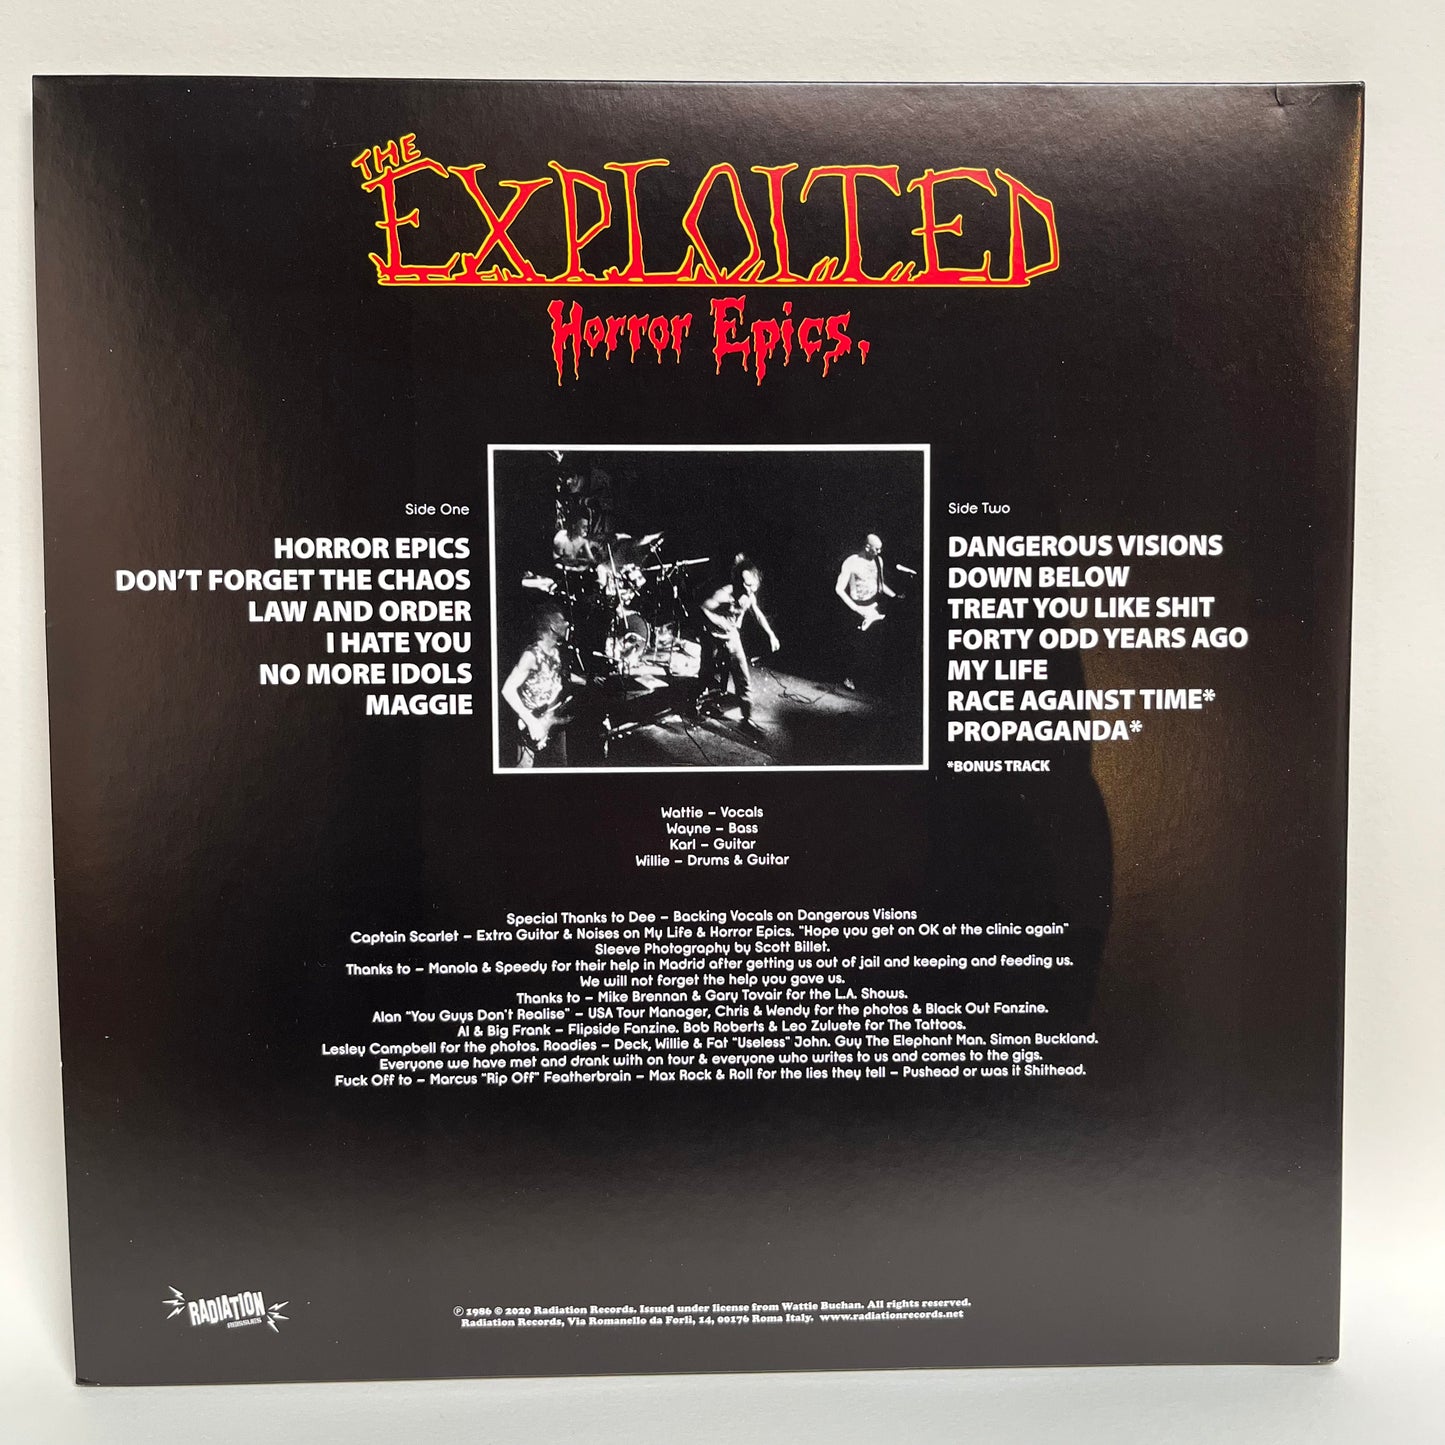 THE
EXPLOITED
Horror Epics.
Side One
HORROR EPICS
DON'T FORGET THE CHAOS
LAW AND ORDER
I HATE YOU
NO MORE IDOLS
MAGGIE
Side Two
DANGEROUS VISIONS
DOWN BELOW
TREAT YOU LIKE SHIT
FORTY ODD YEARS AGO
MY LIFE
RACE AGAINST TIME*
PROPAGANDA*
*BONUS TRACK
Wattie – Vocals
Wayne – Bass
Karl – Guitar
Willie – Drums & Guitar
Special Thanks to Dee – Backing Vocals on Dangerous Visions
Captain Scarlet – Extra Guitar & Noises on My Life & Horror Epics. "Hope you get on OK at the clinic again"
Sleeve Photography by Scott Billet.
Thanks to – Manola & Speedy for their help in Madrid after getting us out of jail and keeping and feeding us.
We will not forget the help you gave us.
Thanks to – Mike Brennan & Gary Tovair for the L.A. Shows.
Alan "You Guys Don't Realise" – USA Tour Manager, Chris & Wendy for the photos & Black Out Fanzine.
Al & Big Frank – Flipside Fanzine. Bob Roberts & Leo Zuluete for The Tattoos.
Lesley Campbell for the photos. Roadies – Deck, Willie & Fat "Useless" John. Guy The Elephant Man. Simon Buckland.
Everyone we have met and drank with on tour & everyone who writes to us and comes to the gigs.
Fuck Off to – Marcus "Rip Off" Featherbrain – Max Rock & Roll for the lies they tell – Pushead or was it Shithead.
RADIATION
REISSUES
℗ 1986 © 2020 Radiation Records. Issued under license from Wattie Buchan. All rights reserved.
Radiation Records, Via Romanello da Forlì, 14, 00176 Roma Italy. www.radiationrecords.net